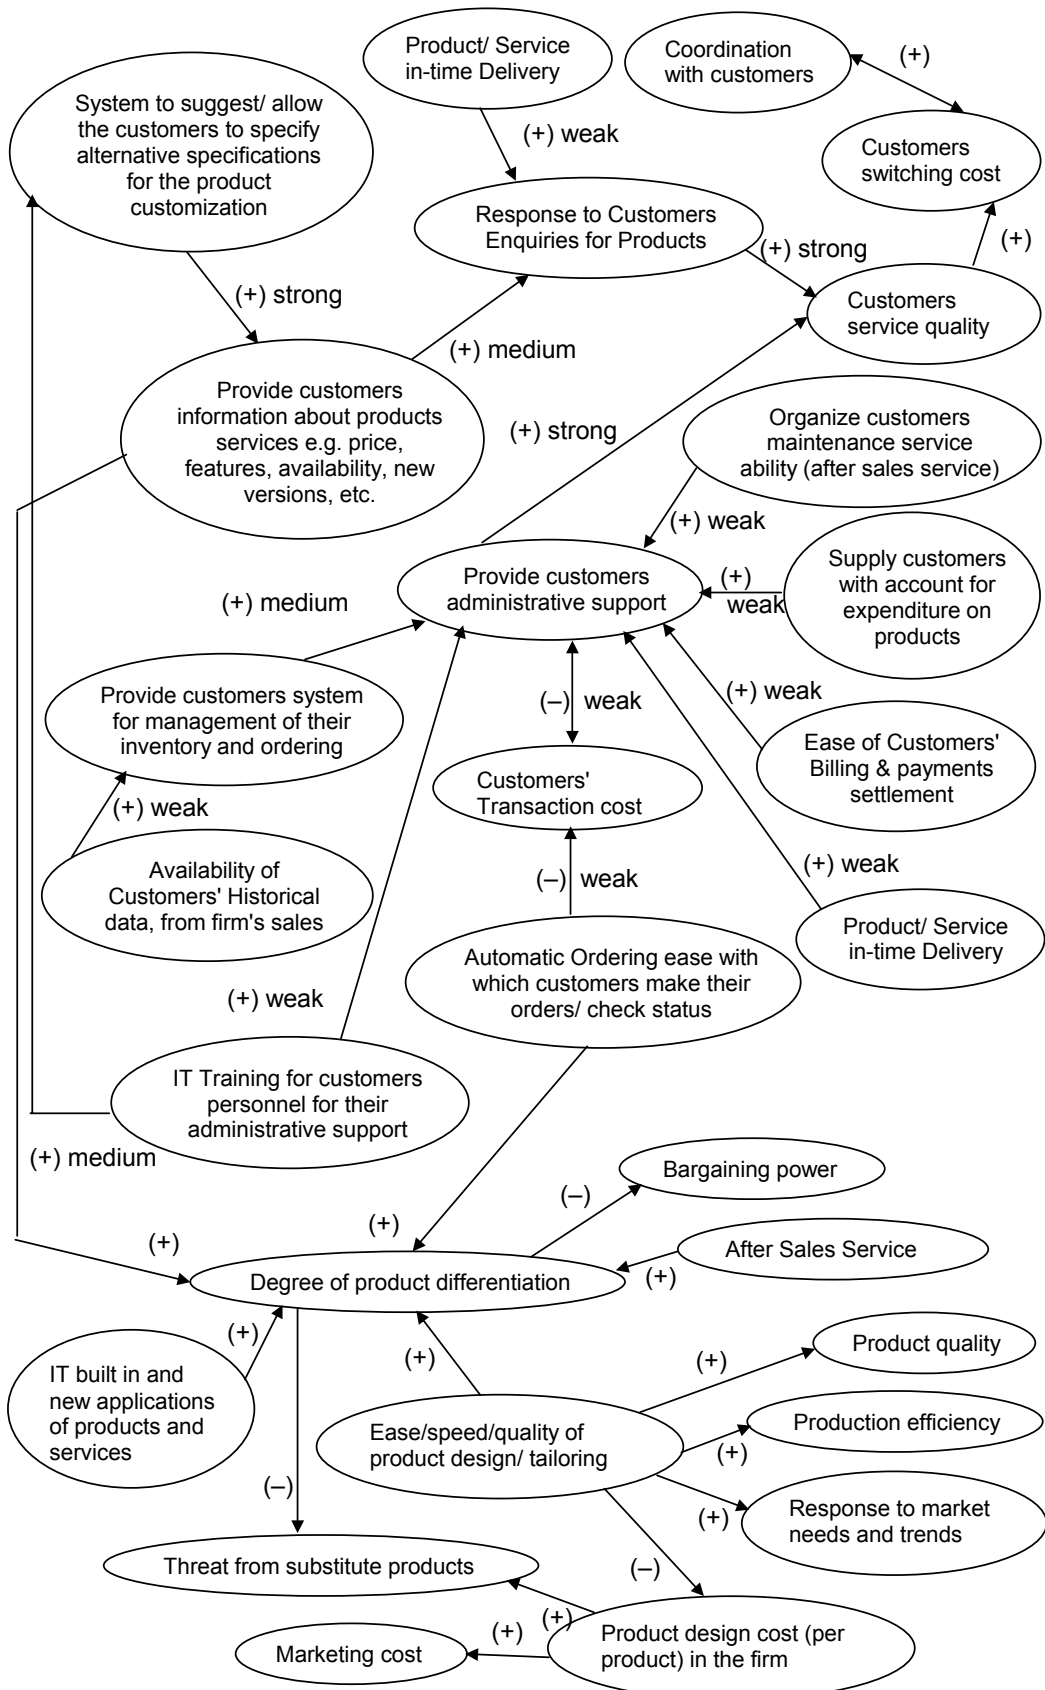 Product/ Service
in-time Delivery
Coordination
with customers
(+)
System to suggest/ allow
the customers to specify
alternative specifications
for the product
customization
(+) weak
Customers
switching cost
Response to Customers
Enquiries for Products
(+) strong
(+)
(+) strong
Customers
service quality
(+) medium
Provide customers
information about products
services e.g. price,
features, availability, new
versions, etc.
(+) strong
Organize customers
maintenance service
ability (after sales service)
(+) weak
Provide customers
administrative support
(+)
weak
Supply customers
with account for
expenditure on
products
(+) medium
Provide customers system
for management of their
inventory and ordering
(–) weak
(+) weak
Customers'
Transaction cost
Ease of Customers'
Billing & payments
settlement
(+) weak
Availability of
Customers' Historical
data, from firm's sales
(–) weak
(+) weak
Product/ Service
in-time Delivery
Automatic Ordering ease with
which customers make their
orders/ check status
(+) weak
IT Training for customers
personnel for their
administrative support
(+) medium
Bargaining power
(–)
(+)
(+)
After Sales Service
(+)
Degree of product differentiation
(+)
(+)
Product quality
(+)
IT built in and
new applications
of products and
services
Ease/speed/quality of
product design/ tailoring
Production efficiency
(+)
(–)
Response to market
needs and trends
(+)
Threat from substitute products
(–)
(+)
(+)
Marketing cost
Product design cost (per
product) in the firm